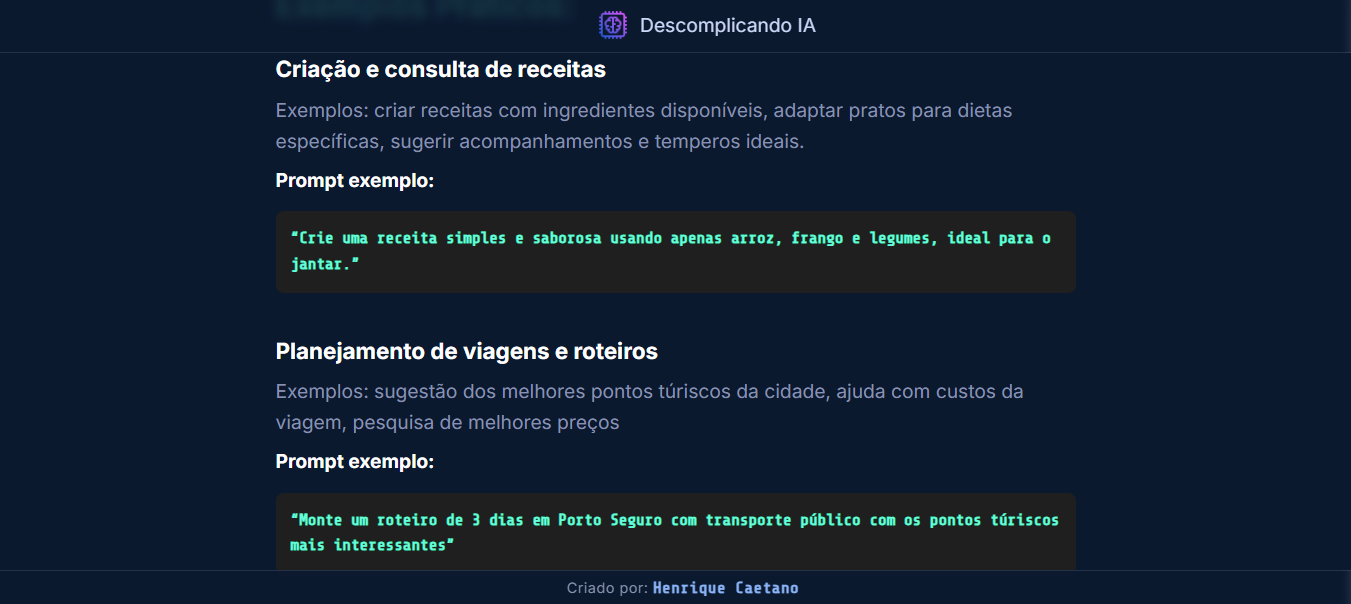 Descomplicando IA
Criação e consulta de receitas
Exemplos: criar receitas com ingredientes disponíveis, adaptar pratos para dietas
específicas, sugerir acompanhamentos e temperos ideais.
Prompt exemplo:
"Crie uma receita simples e saborosa usando apenas arroz, frango e legumes, ideal para o
jantar."
Planejamento de viagens e roteiros
Exemplos: sugestão dos melhores pontos túriscos da cidade, ajuda com custos da
viagem, pesquisa de melhores preços
Prompt exemplo:
"Monte um roteiro de 3 dias em Porto Seguro com transporte público com os pontos túriscos
mais interessantes"
Criado por: Henrique Caetano